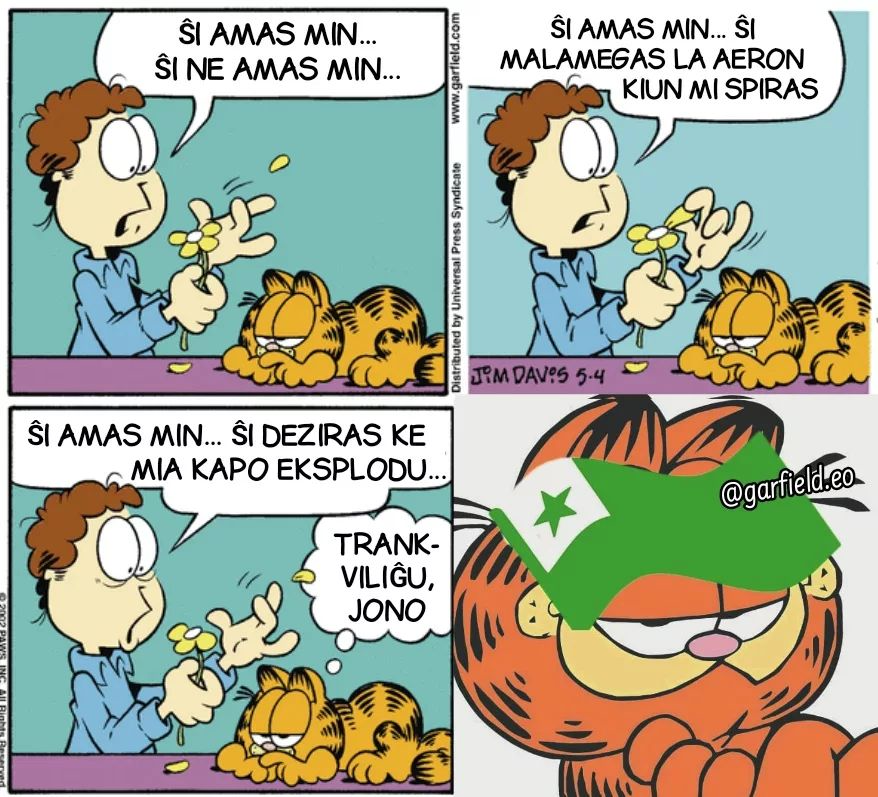 ŜI AMAS MIN...
ŜI NE AMAS MIN...
www.garfield.com
Distributed by Universal Press Syndicate
ŜI AMAS MIN... ŜI
MALAMEGAS LA AERON
KIUN MI SPIRAS
JIM DAVIS 5-4
ŜI AMAS MIN... ŜI DEZIRAS KE
MIA KAPO EKSPLODU...
TRANK-
VILIĜU,
JONO
© 2002 PAWS, INC. All Rights Reserved
@garfield.eo